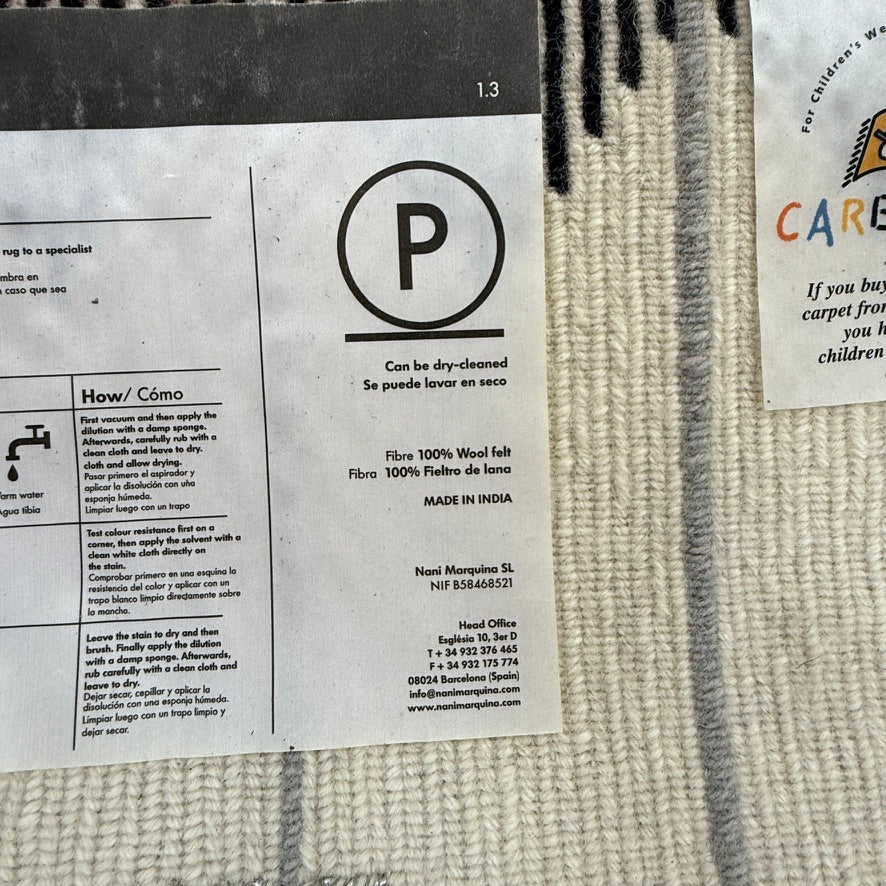 1.3
rug to a specialist
mbra en
caso que sea
P
Can be dry-cleaned
Se puede lavar en seco
Fibre 100% Wool felt
Fibra 100% Fieltro de lana
MADE IN INDIA
Nani Marquina SL
NIF B58468521
Head Office
Església 10, 3er D
T + 34 932 376 465
F + 34 932 175 774
08024 Barcelona (Spain)
info@nanimarquina.com
www.nanimarquina.com
How/ Cómo
First vacuum and then apply the
dilution with a damp sponge.
Afterwards, carefully rub with a
clean cloth and leave to dry.
cloth and allow drying.
Pasar primero el aspirador y
aplicar la disolución con uña
esponja húmeda.
Limpiar luego con un trapo
arm water
Agua tibia
Test colour resistance first on a
corner, then apply the solvent with a
clean white cloth directly on
the stain.
Comprobar primero en una esquina la
resistencia del color y aplicar con un
trapo blanco limpio directamente sobre
la mancha.
Leave the stain to dry and then
brush. Finally apply the dilution
with a damp sponge. Afterwards,
rub carefully with a clean cloth and
leave to dry.
Dejar secar, cepillar y aplicar la
disolución con una esponja húmeda.
Limpiar luego con un trapo limpio y
dejar secar.
For Children's We
CARE
If you buy
carpet from
you h
children